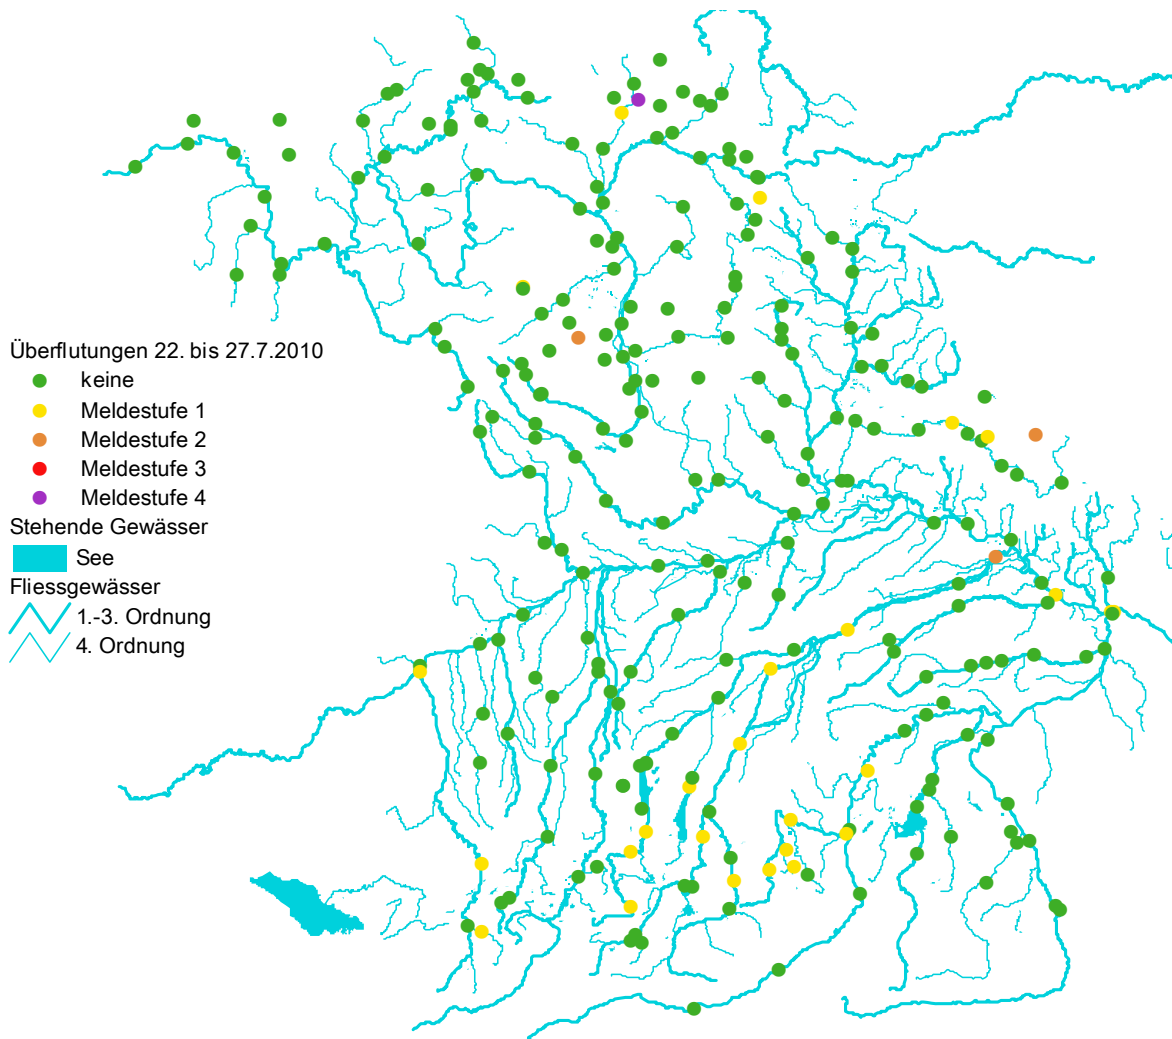 Überflutungen 22. bis 27.7.2010
keine
Meldestufe 1
Meldestufe 2
Meldestufe 3
Meldestufe 4
Stehende Gewässer
See
Fliessgewässer
1.-3. Ordnung
4. Ordnung